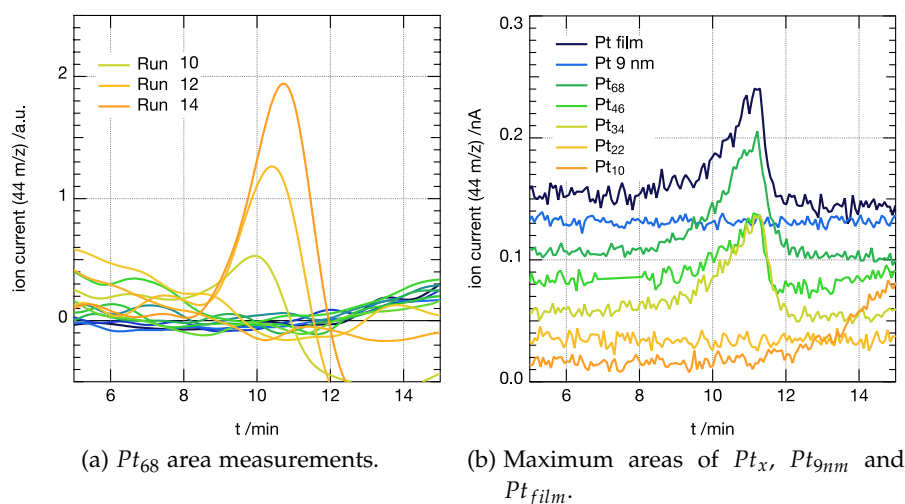 ion current (44 m/z) /a.u.
2
1
0
Run 10
Run 12
Run 14
6 8 10 12 14
t /min
(a) Pt₆₈ area measurements.
ion current (44 m/z) /nA
0.3
0.2
0.1
0.0
Pt film
Pt 9 nm
Pt₆₈
Pt₄₆
Pt₃₄
Pt₂₂
Pt₁₀
6 8 10 12 14
t /min
(b) Maximum areas of Ptₓ, Pt₉ₙₘ and
Pt_film.